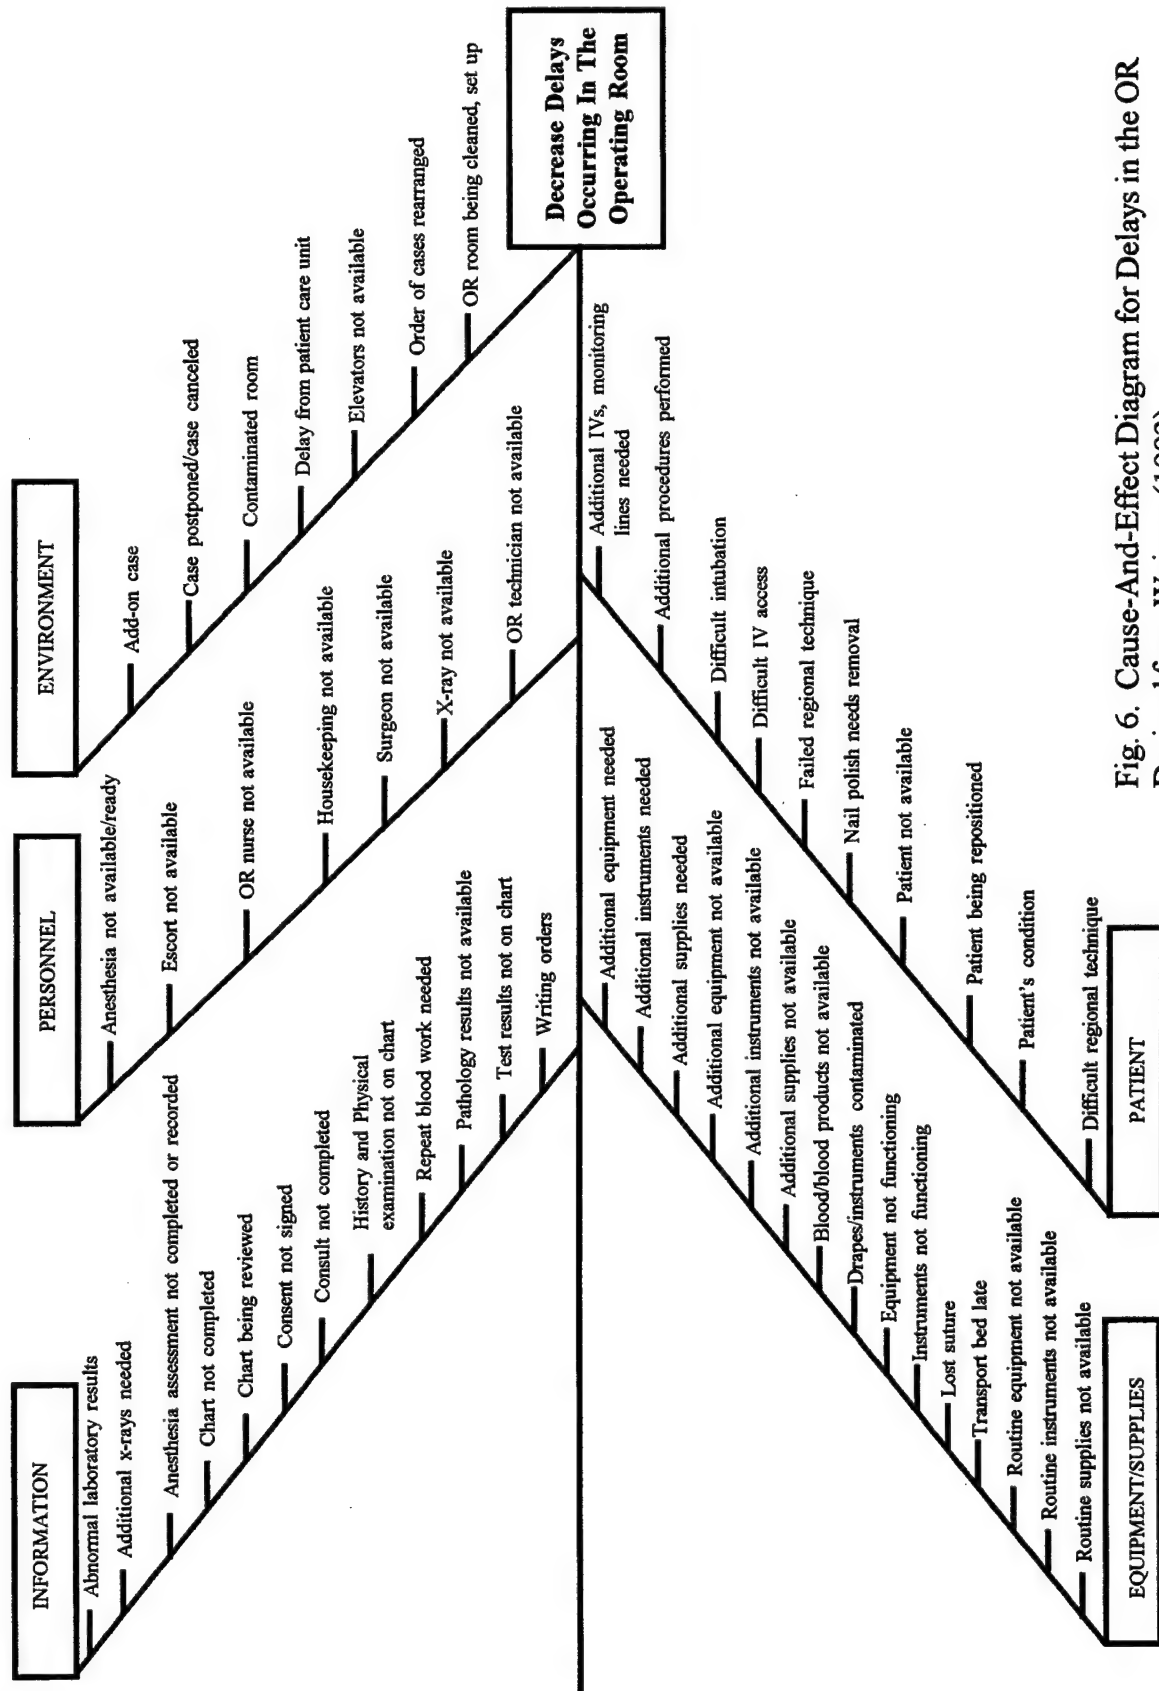 INFORMATION
Abnormal laboratory results
Additional x-rays needed
Anesthesia assessment not completed or recorded
Chart not completed
Chart being reviewed
Consent not signed
Consult not completed
History and Physical
examination not on chart
Repeat blood work needed
Pathology results not available
Test results not on chart
Writing orders
PERSONNEL
Anesthesia not available/ready
Escort not available
OR nurse not available
Housekeeping not available
Surgeon not available
X-ray not available
OR technician not available
ENVIRONMENT
Add-on case
Case postponed/case canceled
Contaminated room
Delay from patient care unit
Elevators not available
Order of cases rearranged
OR room being cleaned, set up
Decrease Delays
Occurring In The
Operating Room
Additional equipment needed
Additional instruments needed
Additional supplies needed
Additional equipment not available
Additional instruments not available
Additional supplies not available
Blood/blood products not available
Drapes/instruments contaminated
Equipment not functioning
Instruments not functioning
Lost suture
Transport bed late
Routine equipment not available
Routine instruments not available
Routine supplies not available
EQUIPMENT/SUPPLIES
Additional IVs, monitoring
lines needed
Additional procedures performed
Difficult intubation
Difficult IV access
Failed regional technique
Nail polish needs removal
Patient not available
Patient being repositioned
Patient's condition
Difficult regional technique
PATIENT
Fig. 6. Cause-And-Effect Diagram for Delays in the OR